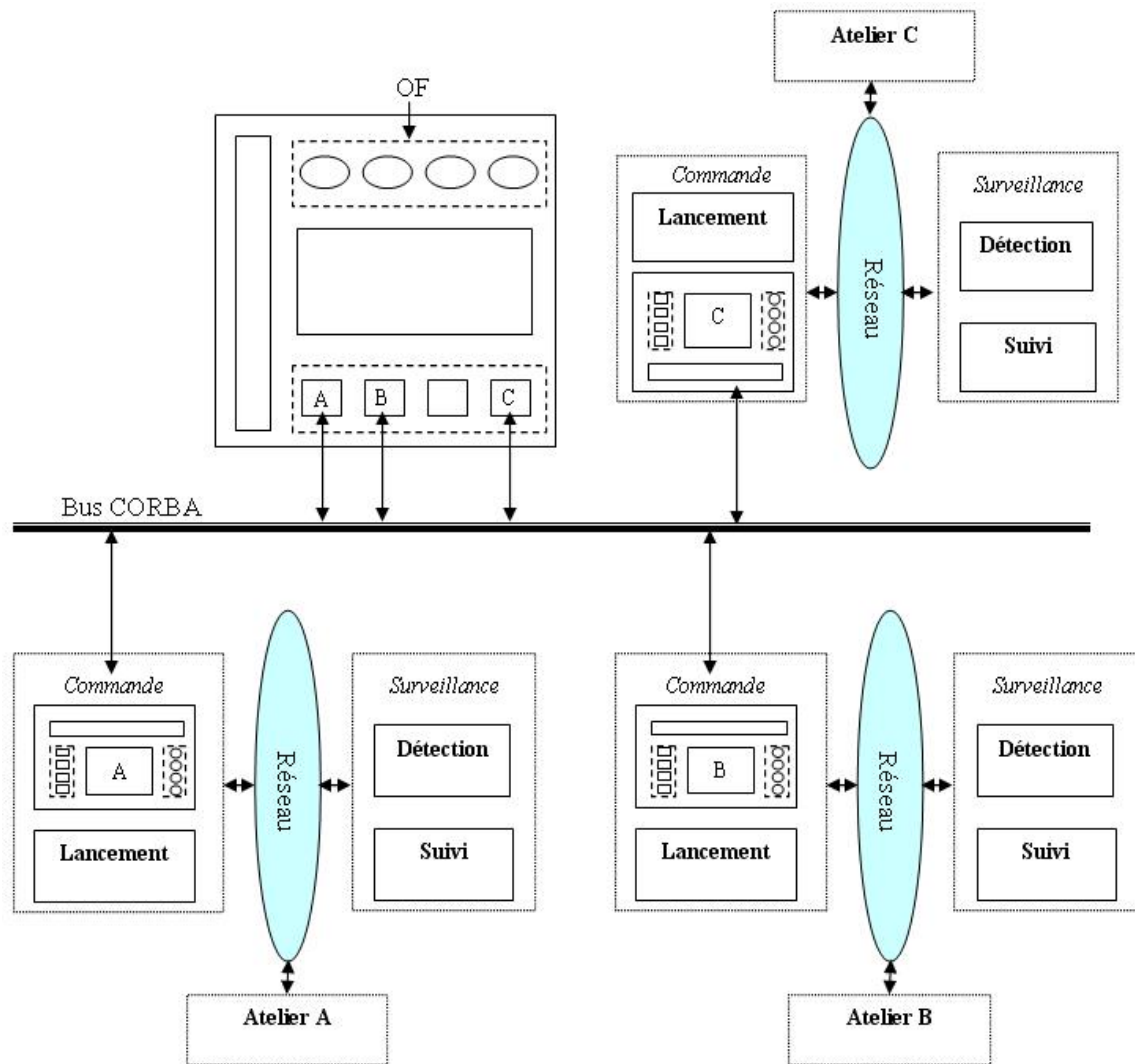 Atelier C
OF
Commande
Surveillance
Lancement
Détection
Réseau
C
Suivi
A
B
C
Bus CORBA
Commande
Surveillance
Commande
Surveillance
Détection
Détection
A
Réseau
B
Réseau
Lancement
Suivi
Lancement
Suivi
Atelier A
Atelier B